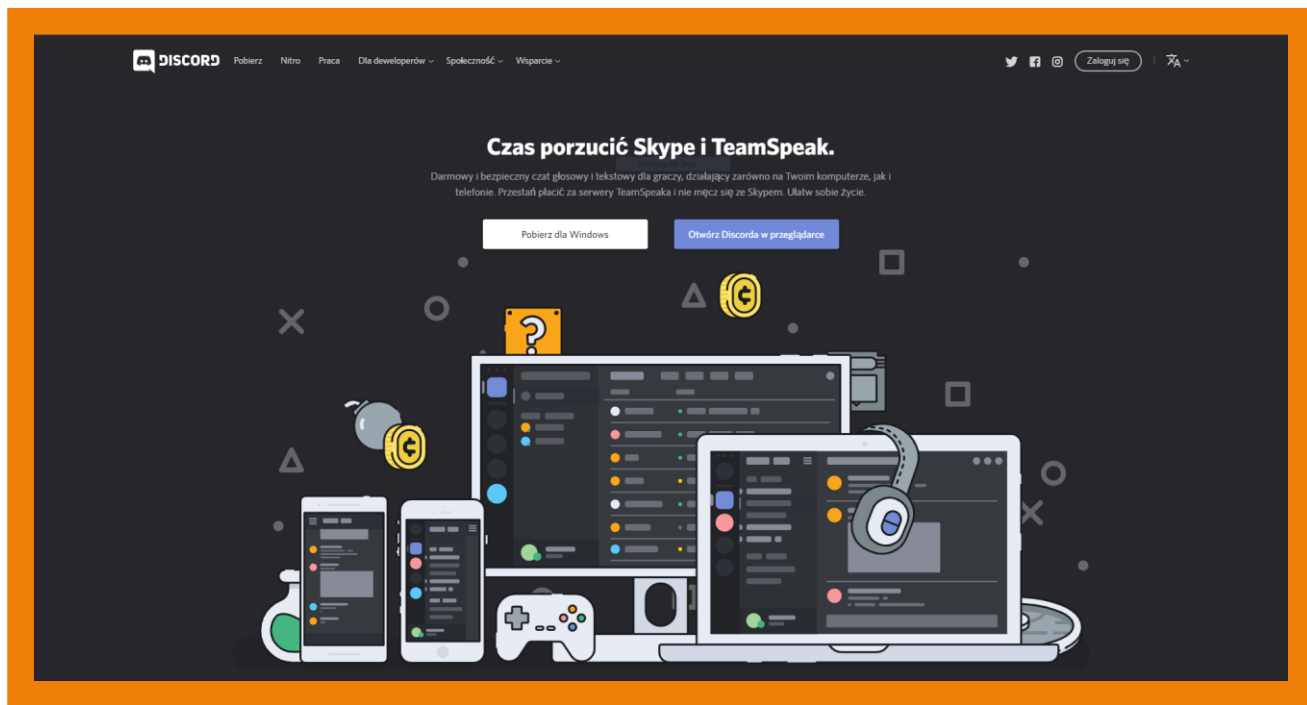 DISCORD Pobierz Nitro Praca Dla deweloperów Społeczność Wsparcie Zaloguj się
Czas porzucić Skype i TeamSpeak.
Darmowy i bezpieczny czat głosowy i tekstowy dla graczy, działający zarówno na Twoim komputerze, jak i
telefonie. Przestań płacić za serwery TeamSpeaka i nie męcz się ze Skypem. Ułatw sobie życie.
Pobierz dla Windows Otwórz Discorda w przeglądarce
?